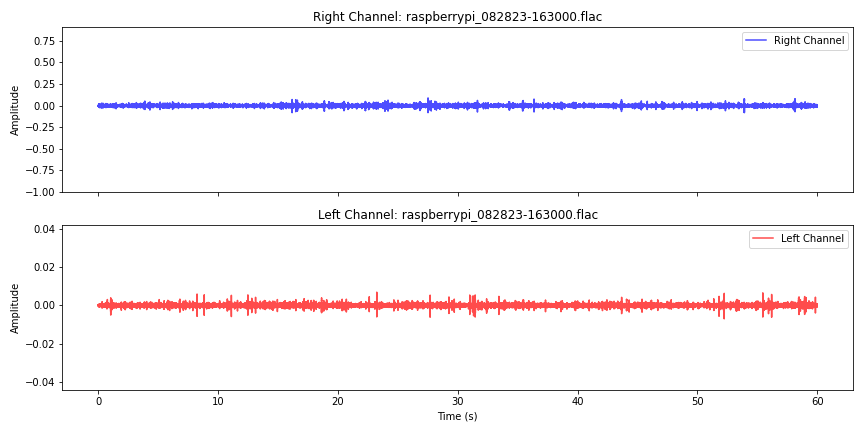 Right Channel: raspberrypi_082823-163000.flac
Right Channel
Amplitude
0.75
0.50
0.25
0.00
−0.25
−0.50
−0.75
−1.00
Left Channel: raspberrypi_082823-163000.flac
Left Channel
Amplitude
0.04
0.02
0.00
−0.02
−0.04
0 10 20 30 40 50 60
Time (s)